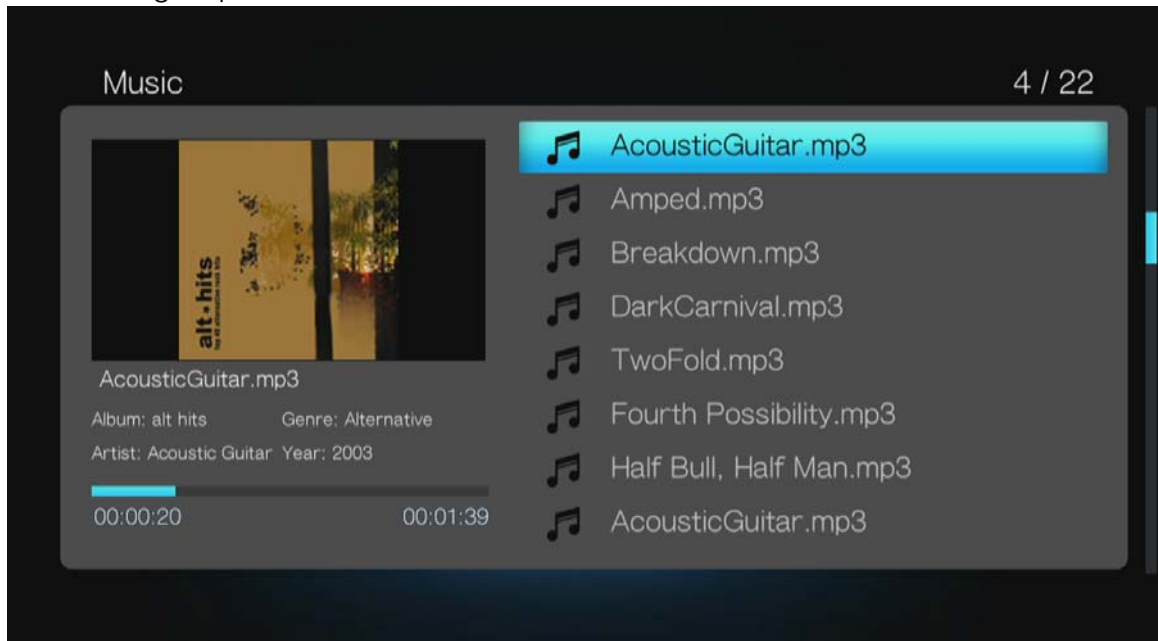 Music
4 / 22
alt•hits
AcousticGuitar.mp3
Album: alt hits
Genre: Alternative
Artist: Acoustic Guitar
Year: 2003
00:00:20
00:01:39
AcousticGuitar.mp3
Amped.mp3
Breakdown.mp3
DarkCarnival.mp3
TwoFold.mp3
Fourth Possibility.mp3
Half Bull, Half Man.mp3
AcousticGuitar.mp3